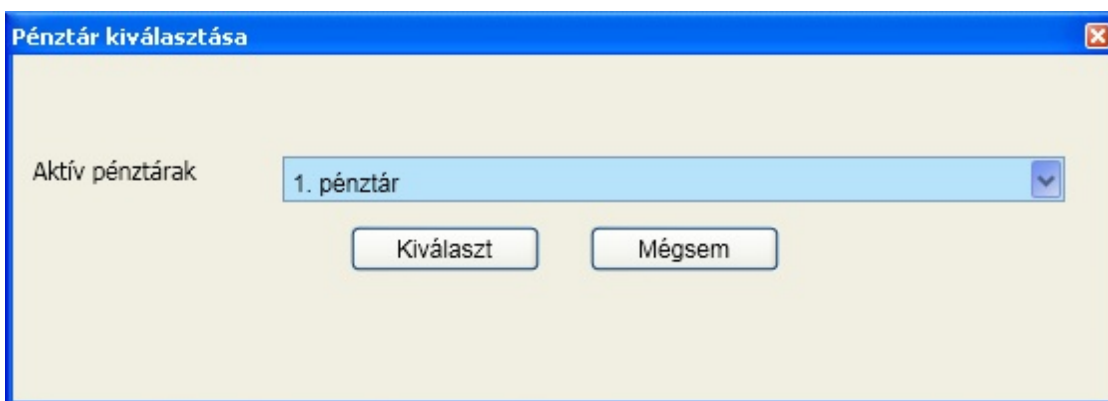 Pénztár kiválasztása
Aktív pénztárak
1. pénztár
Kiválaszt
Mégsem